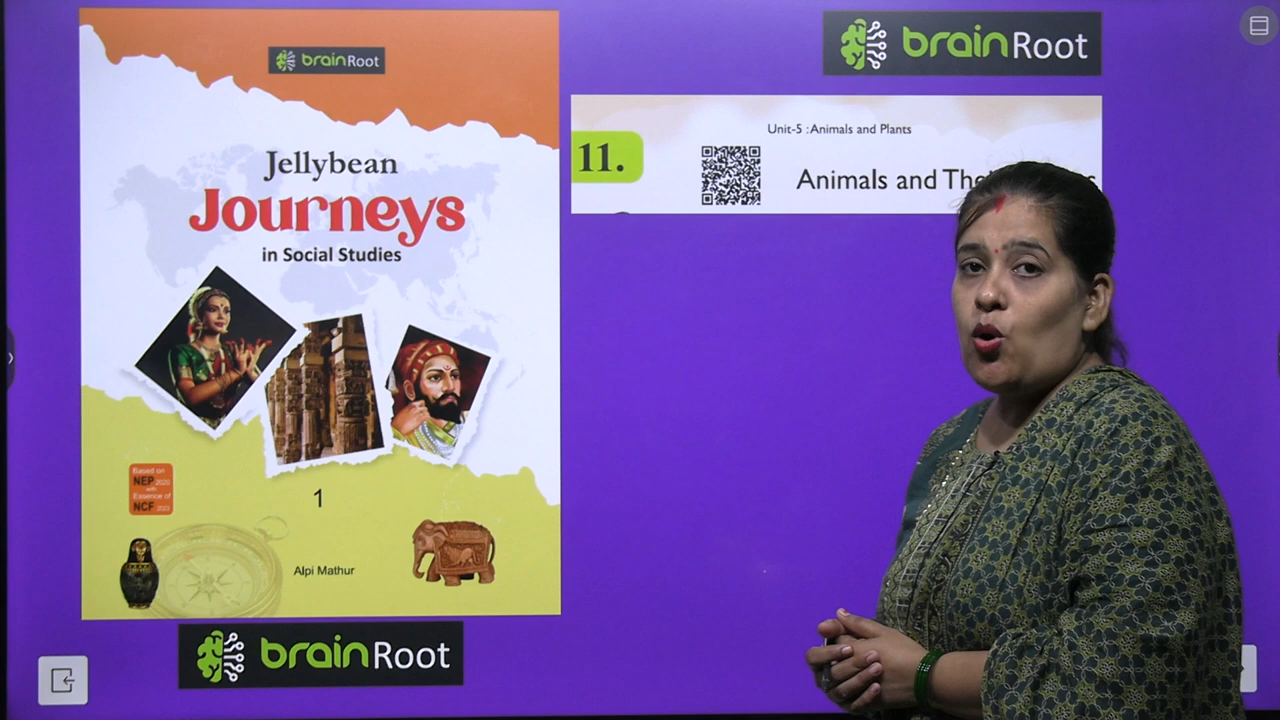 brainRoot
Jellybean
Journeys
in Social Studies
Based on
NEP 2020
with
Essence of
NCF 2023
1
Alpi Mathur
brainRoot
brainRoot
Unit-5 : Animals and Plants
11.
Animals and